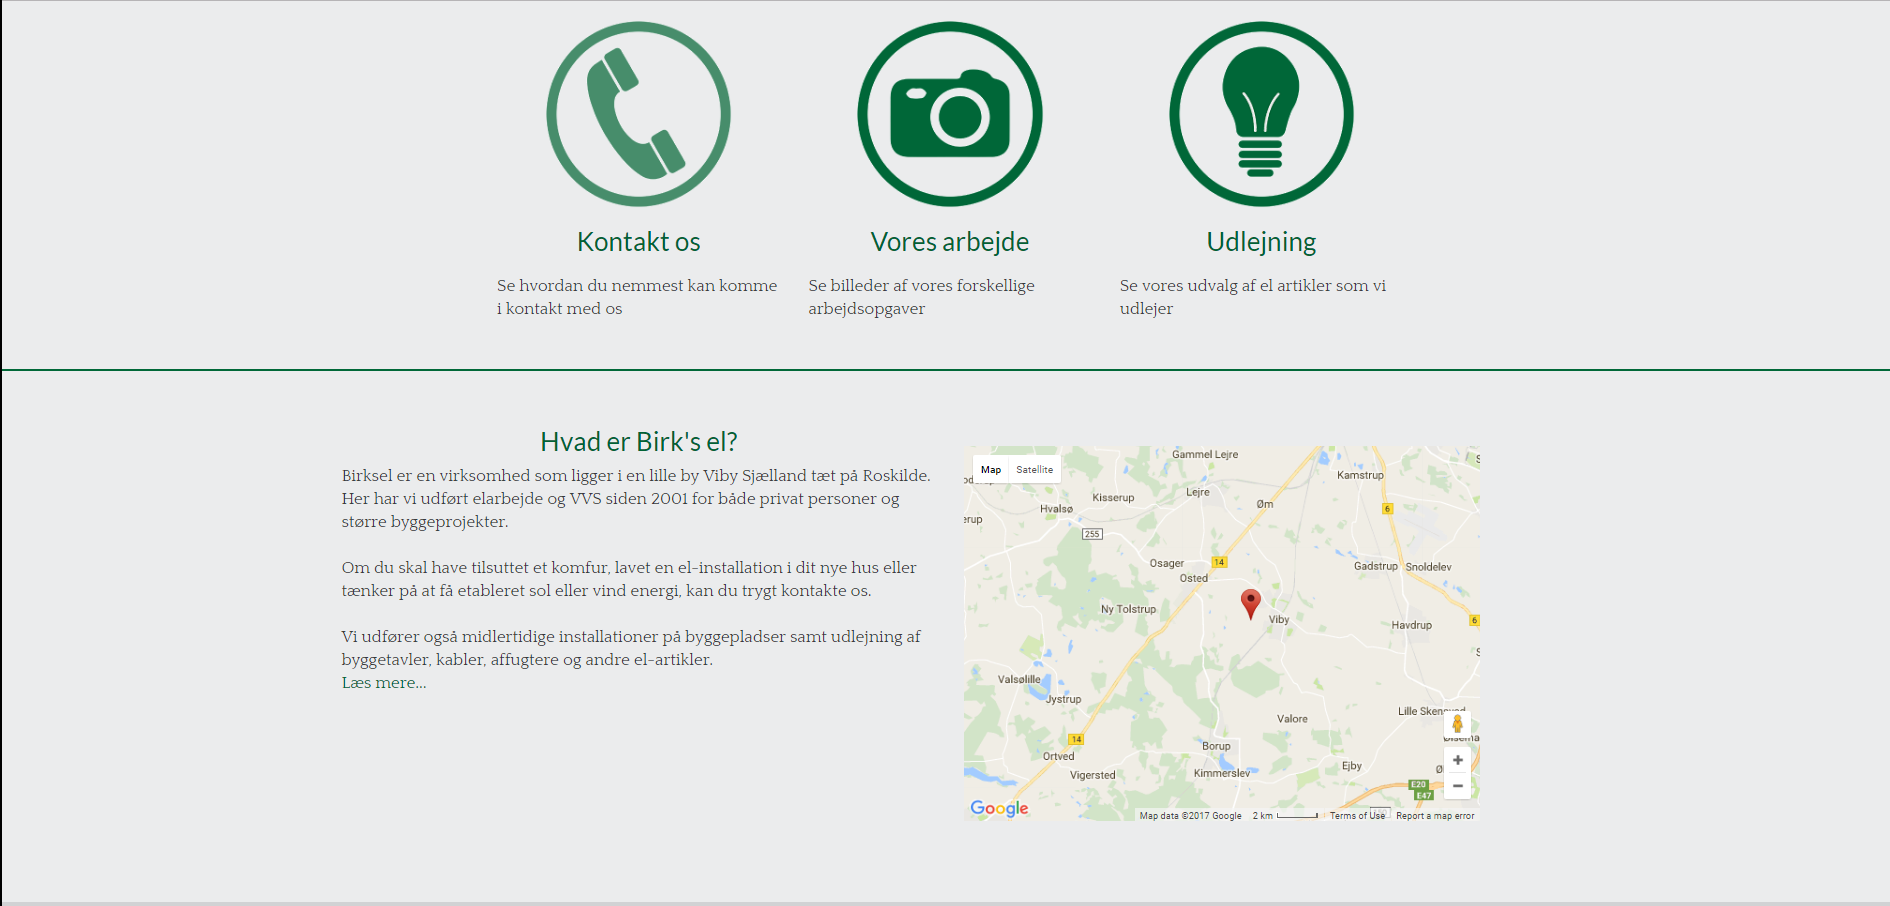 Kontakt os
Vores arbejde
Udlejning
Se hvordan du nemmest kan komme
i kontakt med os
Se billeder af vores forskellige
arbejdsopgaver
Se vores udvalg af el artikler som vi
udlejer
Hvad er Birk's el?
Birksel er en virksomhed som ligger i en lille by Viby Sjælland tæt på Roskilde.
Her har vi udført elarbejde og VVS siden 2001 for både privat personer og
større byggeprojekter.
Om du skal have tilsuttet et komfur, lavet en el-installation i dit nye hus eller
tænker på at få etableret sol eller vind energi, kan du trygt kontakte os.
Vi udfører også midlertidige installationer på byggepladser samt udlejning af
byggetavler, kabler, affugtere og andre el-artikler.
Læs mere...
Map Satellite
Gammel Lejre
Kamstrup
Kisserup
Lejre
Øm
Hvalsø
6
erup
255
Osager
14
Gadstrup
Snoldelev
Osted
Ny Tolstrup
Viby
Havdrup
6
Valsølille
Jystrup
Lille
Valore
14
Borup
Ortved
Vigersted
Kimmerslev
Ejby
+
E20
E47
−
Google
Map data ©2017 Google
2 km
Terms of Use
Report a map error